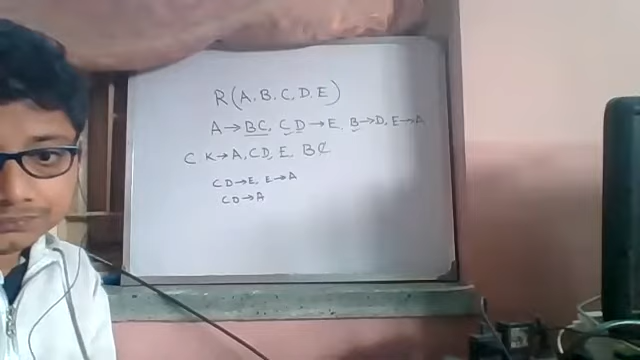 R(A, B, C, D, E)
A → BC, CD → E, B → D, E → A
C K → A, CD, E, BC
CD → E, E → A
CD → A